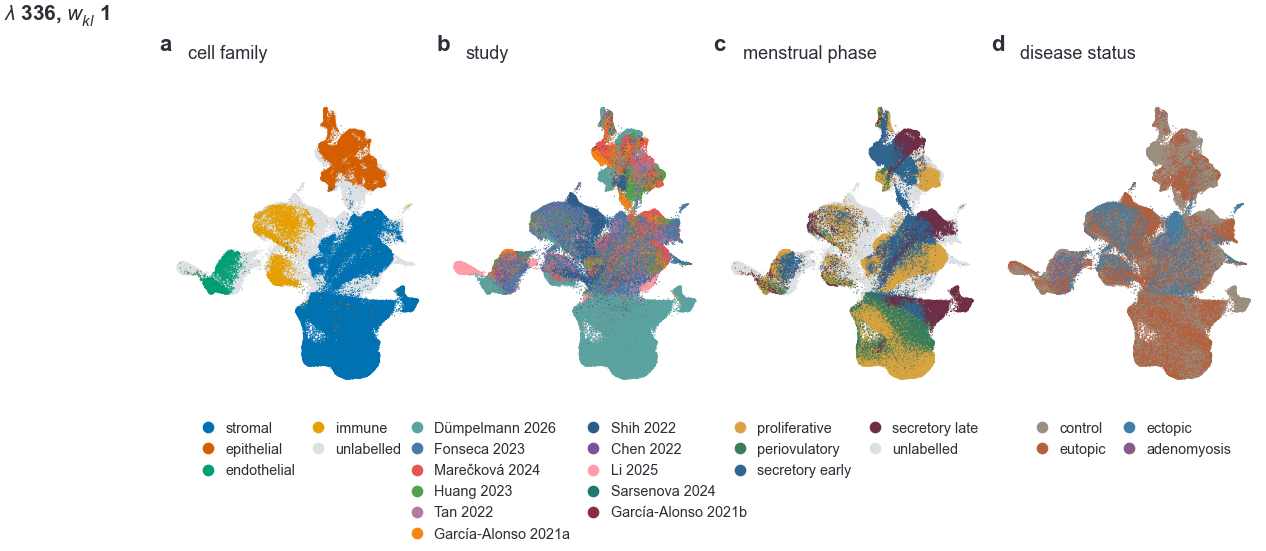 λ 336, w_kl 1
a cell family
b study
c menstrual phase
d disease status
stromal
epithelial
endothelial
immune
unlabelled
Dümpelmann 2026
Fonseca 2023
Marečková 2024
Huang 2023
Tan 2022
García-Alonso 2021a
Shih 2022
Chen 2022
Li 2025
Sarsenova 2024
García-Alonso 2021b
proliferative
periovulatory
secretory early
secretory late
unlabelled
control
eutopic
ectopic
adenomyosis